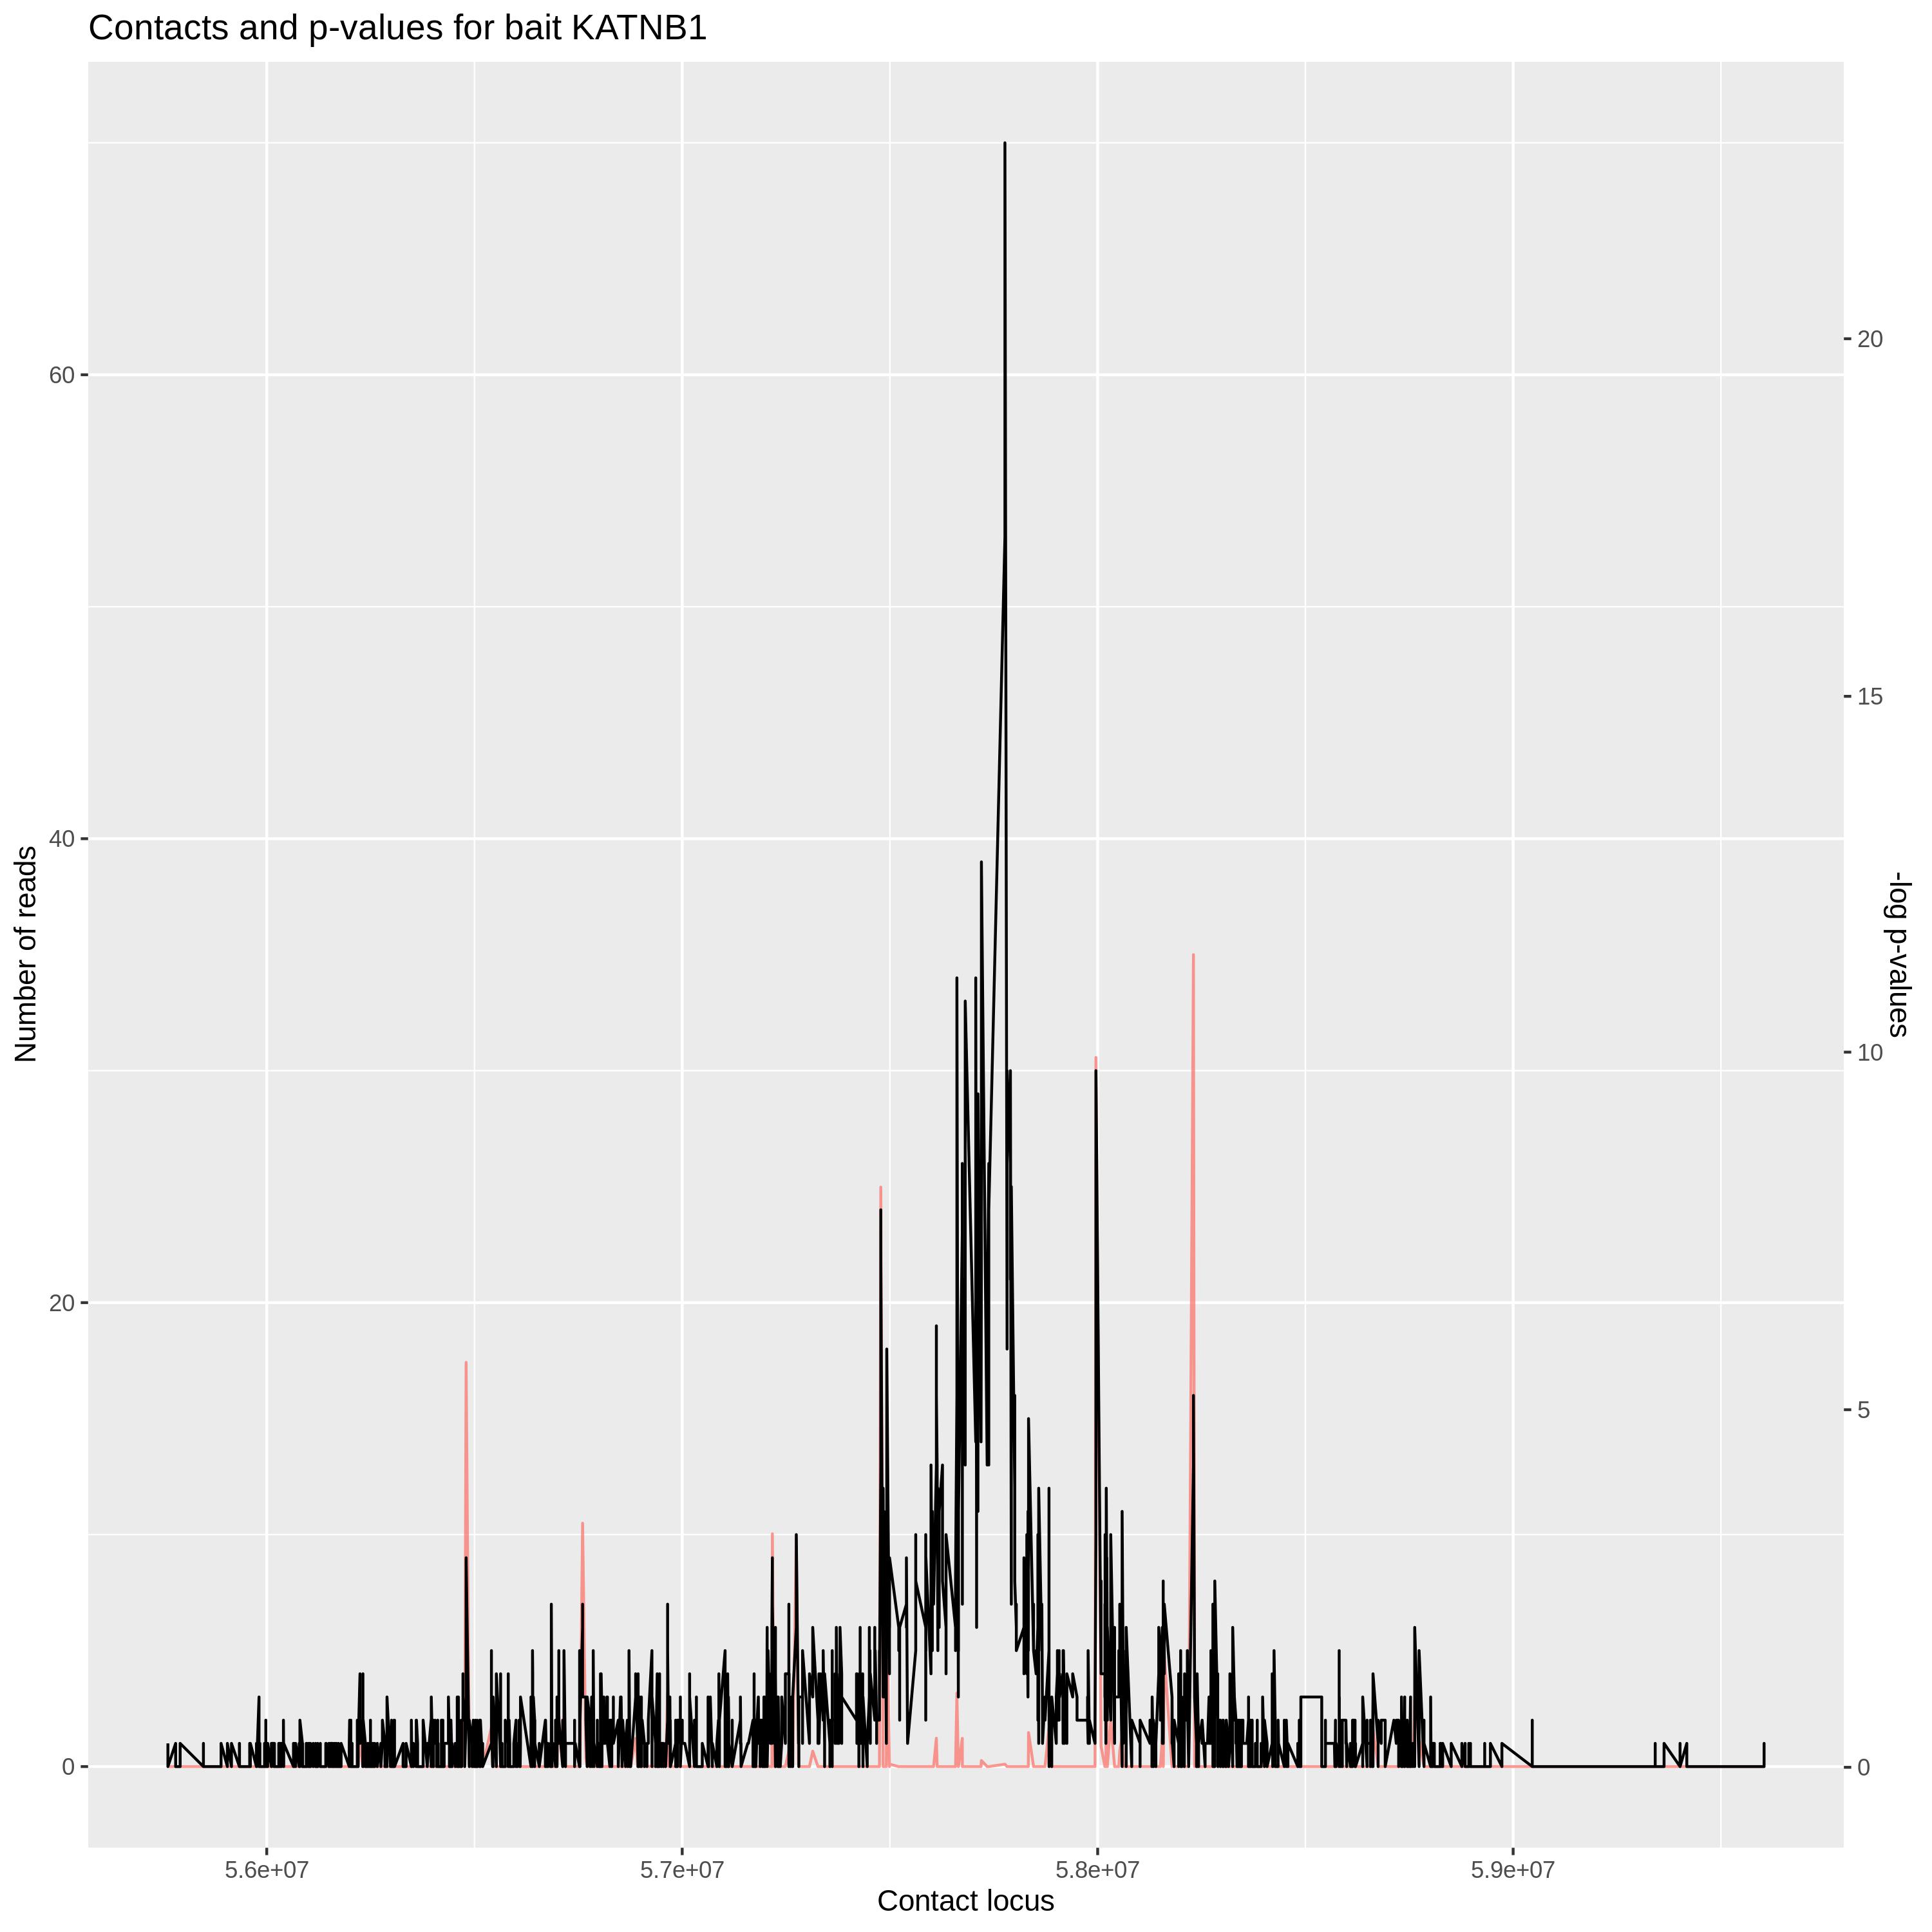 Contacts and p-values for bait KATNB1
Number of reads
60
40
20
0
-log p-values
20
15
10
5
0
5.6e+07
5.7e+07
5.8e+07
5.9e+07
Contact locus